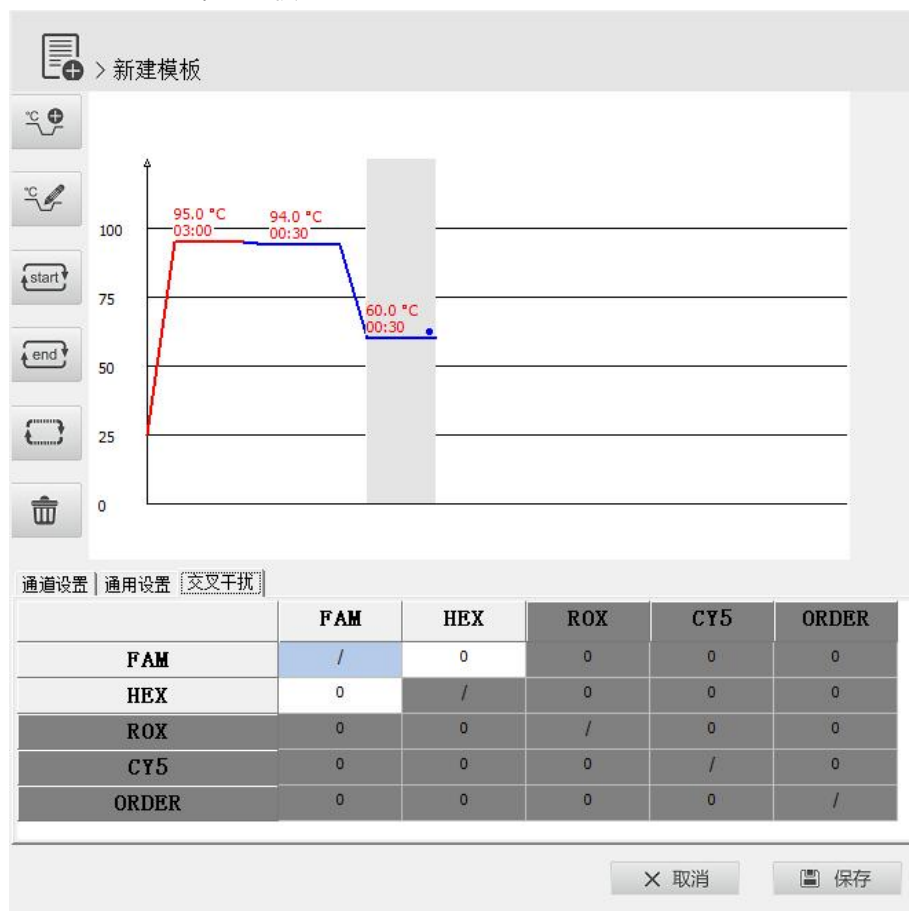 > 新建模板
°C
°C
start
end
100
75
50
25
0
95.0 °C
03:00
94.0 °C
00:30
60.0 °C
00:30
通道设置 通用设置 交叉干扰
FAM HEX ROX CY5 ORDER
FAM / 0 0 0 0
HEX 0 / 0 0 0
ROX 0 0 / 0 0
CY5 0 0 0 / 0
ORDER 0 0 0 0 /
取消 保存